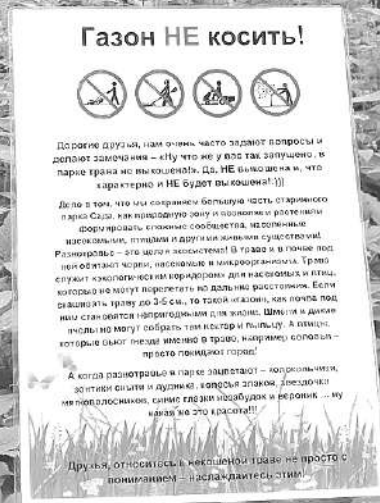 Газон НЕ косить!
Дорогие друзья, нам очень часто задают вопросы и
делают замечания – «Ну что же у вас так запущено, в
парке трава не выкошена!». Да, НЕ выкошена и, что
характерно и НЕ будет выкошена!:)))
Дело в том, что мы сохраняем большую часть старинного
парка Сада, как природную зону и позволяем растениям
формировать сложные сообщества, населённые
насекомыми, птицами и другими живыми существами!
Разнотравье – это целая экосистема! В траве и в почве под
ней обитают черви, насекомые и микроорганизмы. Трава
служит «экологическим коридором» для насекомых и птиц,
которые не могут перелетать на дальние расстояния. Если
скашивать траву до 3-5 см., то такой «газон», как почва под
ним становятся непригодными для жизни. Шмели и дикие
пчелы не могут собрать там нектар и пыльцу. А птицы,
которые вьют гнезда именно в траве, например соловьи –
просто покидают город!
А когда разнотравье в парке зацветают – колокольчики,
зонтики сныти и дудника, колосья злаков, звездочки
мягковолосников, синие глазки незабудок и вероник ... ну
какая же это красота!!!
Друзья, относитесь к некошеной траве не просто с
пониманием – наслаждайтесь этим!